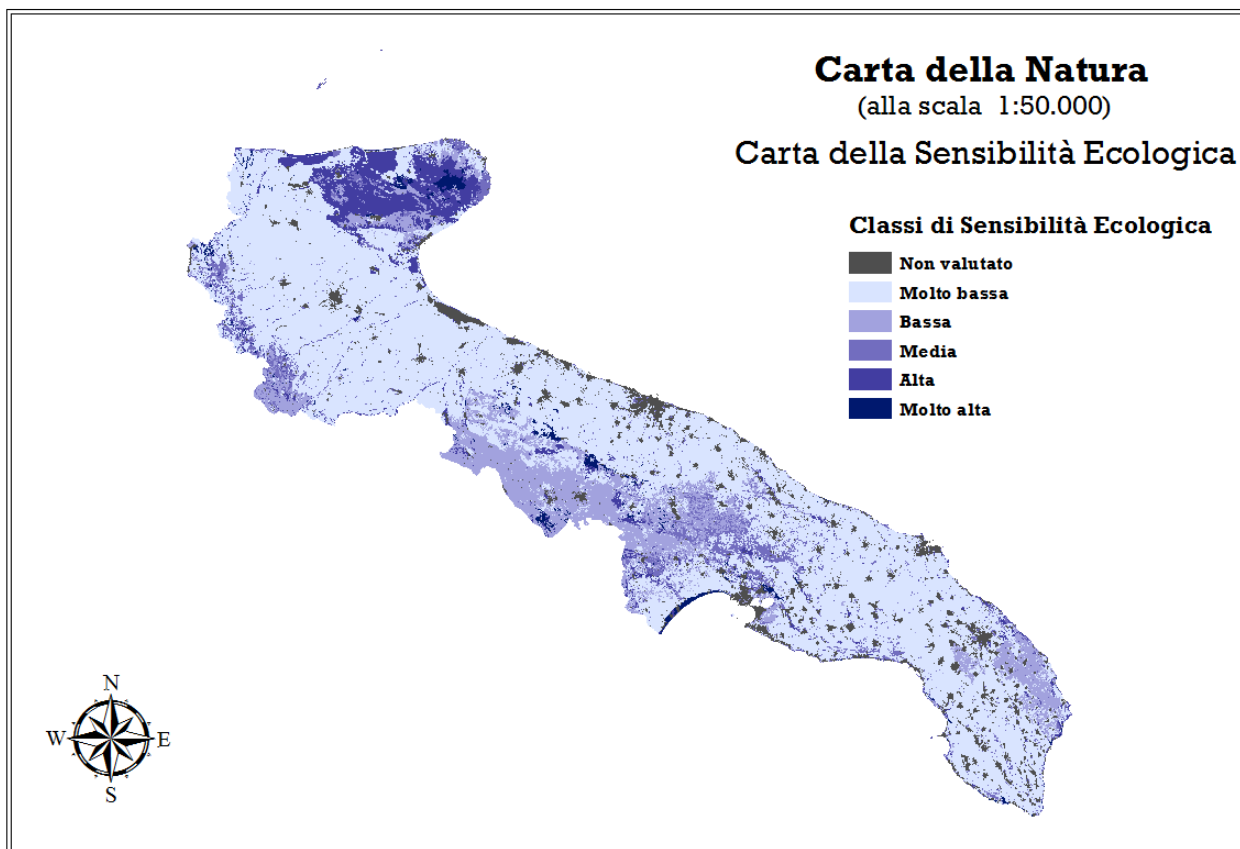 Carta della Natura
(alla scala 1:50.000)
Carta della Sensibilità Ecologica
Classi di Sensibilità Ecologica
Non valutato
Molto bassa
Bassa
Media
Alta
Molto alta
N
W E
S